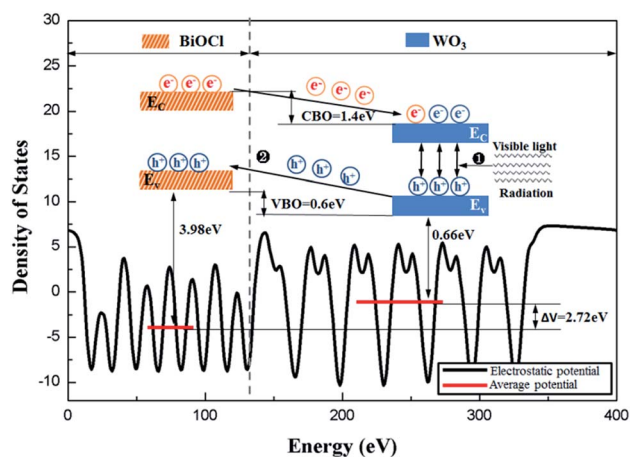 30
25
20
15
10
5
0
-5
-10
Density of States
BiOCl
WO₃
e⁻ e⁻ e⁻
E_C
e⁻ e⁻ e⁻
CBO=1.4eV
e⁻ e⁻ e⁻
E_C
h⁺ h⁺ h⁺
E_v
❷
h⁺ h⁺ h⁺
VBO=0.6eV
h⁺ h⁺ h⁺
E_v
❶
Visible light
Radiation
3.98eV
0.66eV
ΔV=2.72eV
Electrostatic potential
Average potential
0 100 200 300 400
Energy (eV)